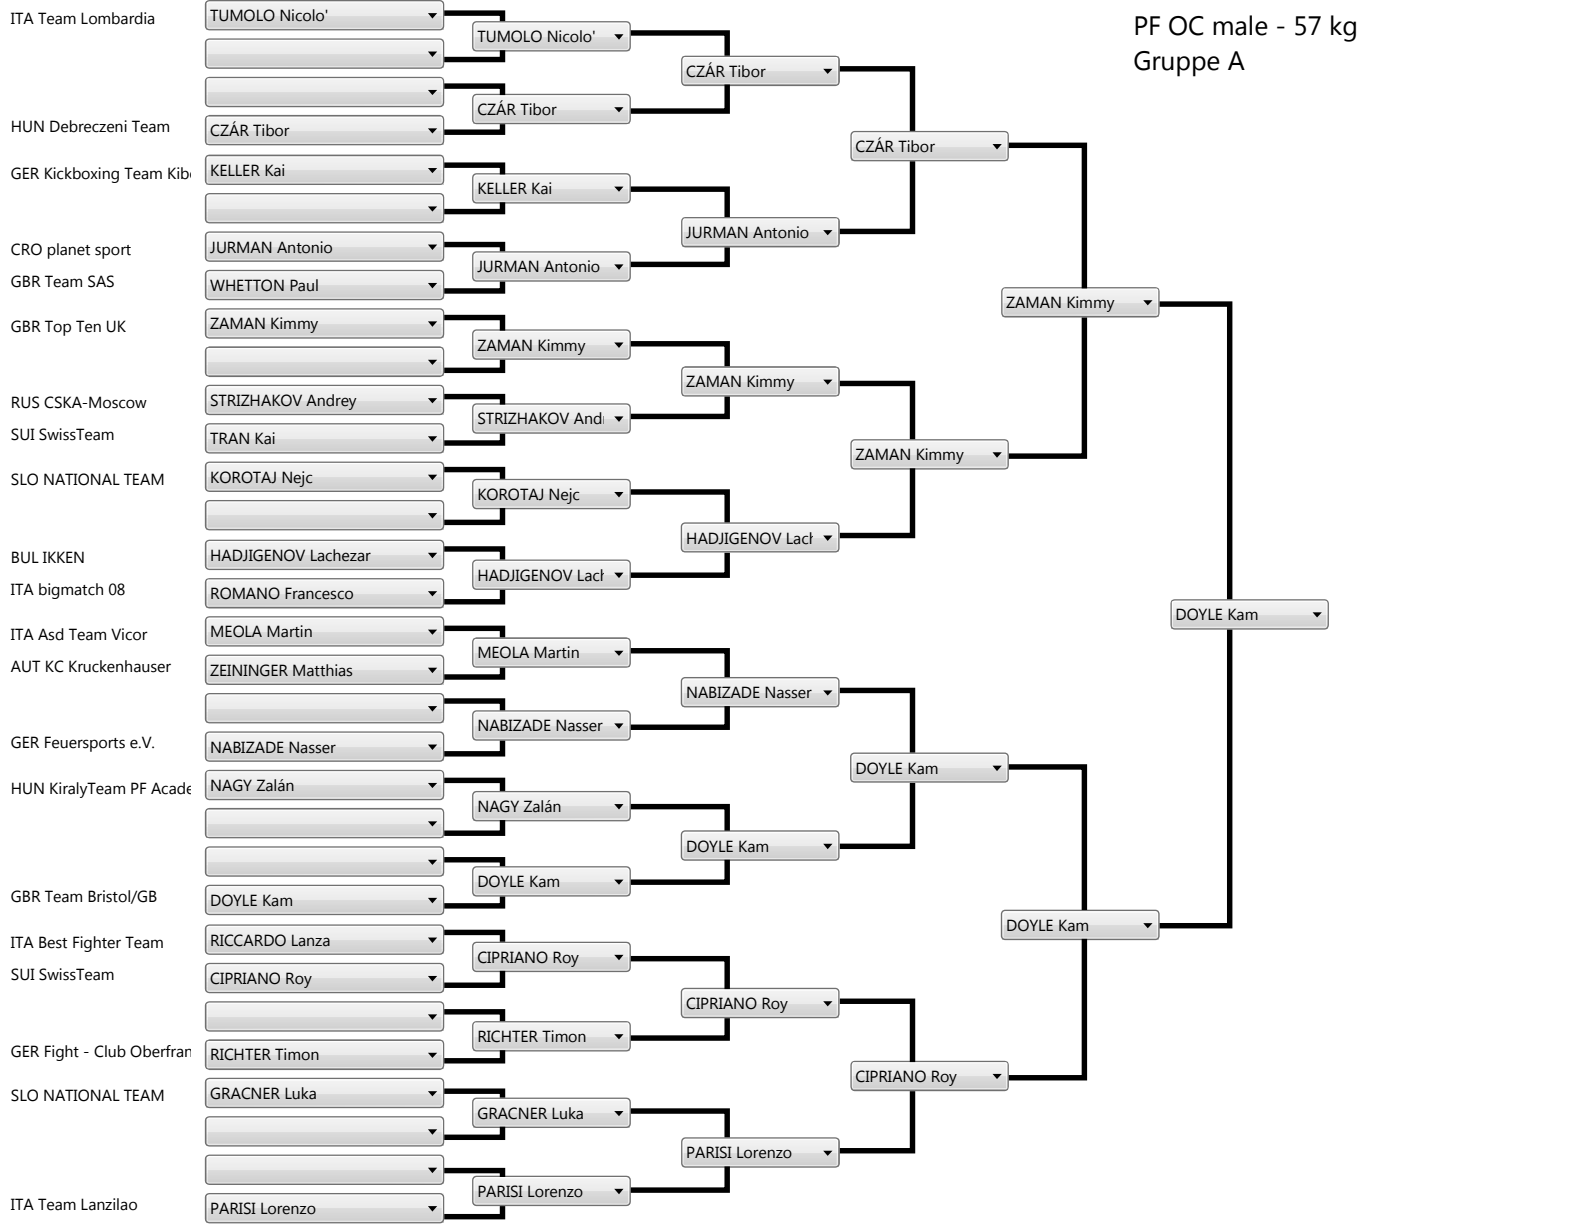 PF OC male - 57 kg
Gruppe A
ITA Team Lombardia
TUMOLO Nicolo'
HUN Debreczeni Team
CZÁR Tibor
GER Kickboxing Team Kib
KELLER Kai
CRO planet sport
JURMAN Antonio
GBR Team SAS
WHETTON Paul
GBR Top Ten UK
ZAMAN Kimmy
RUS CSKA-Moscow
STRIZHAKOV Andrey
SUI SwissTeam
TRAN Kai
SLO NATIONAL TEAM
KOROTAJ Nejc
BUL IKKEN
HADJIGENOV Lachezar
ITA bigmatch 08
ROMANO Francesco
ITA Asd Team Vicor
MEOLA Martin
AUT KC Kruckenhauser
ZEININGER Matthias
GER Feuersports e.V.
NABIZADE Nasser
HUN KiralyTeam PF Acade
NAGY Zalán
GBR Team Bristol/GB
DOYLE Kam
ITA Best Fighter Team
RICCARDO Lanza
SUI SwissTeam
CIPRIANO Roy
GER Fight - Club Oberfran
RICHTER Timon
SLO NATIONAL TEAM
GRACNER Luka
ITA Team Lanzilao
PARISI Lorenzo
TUMOLO Nicolo'
CZÁR Tibor
KELLER Kai
JURMAN Antonio
ZAMAN Kimmy
STRIZHAKOV And
KOROTAJ Nejc
HADJIGENOV Lach
MEOLA Martin
NABIZADE Nasser
NAGY Zalán
DOYLE Kam
CIPRIANO Roy
RICHTER Timon
GRACNER Luka
PARISI Lorenzo
CZÁR Tibor
JURMAN Antonio
ZAMAN Kimmy
HADJIGENOV Lach
NABIZADE Nasser
DOYLE Kam
CIPRIANO Roy
PARISI Lorenzo
CZÁR Tibor
ZAMAN Kimmy
DOYLE Kam
CIPRIANO Roy
ZAMAN Kimmy
DOYLE Kam
DOYLE Kam